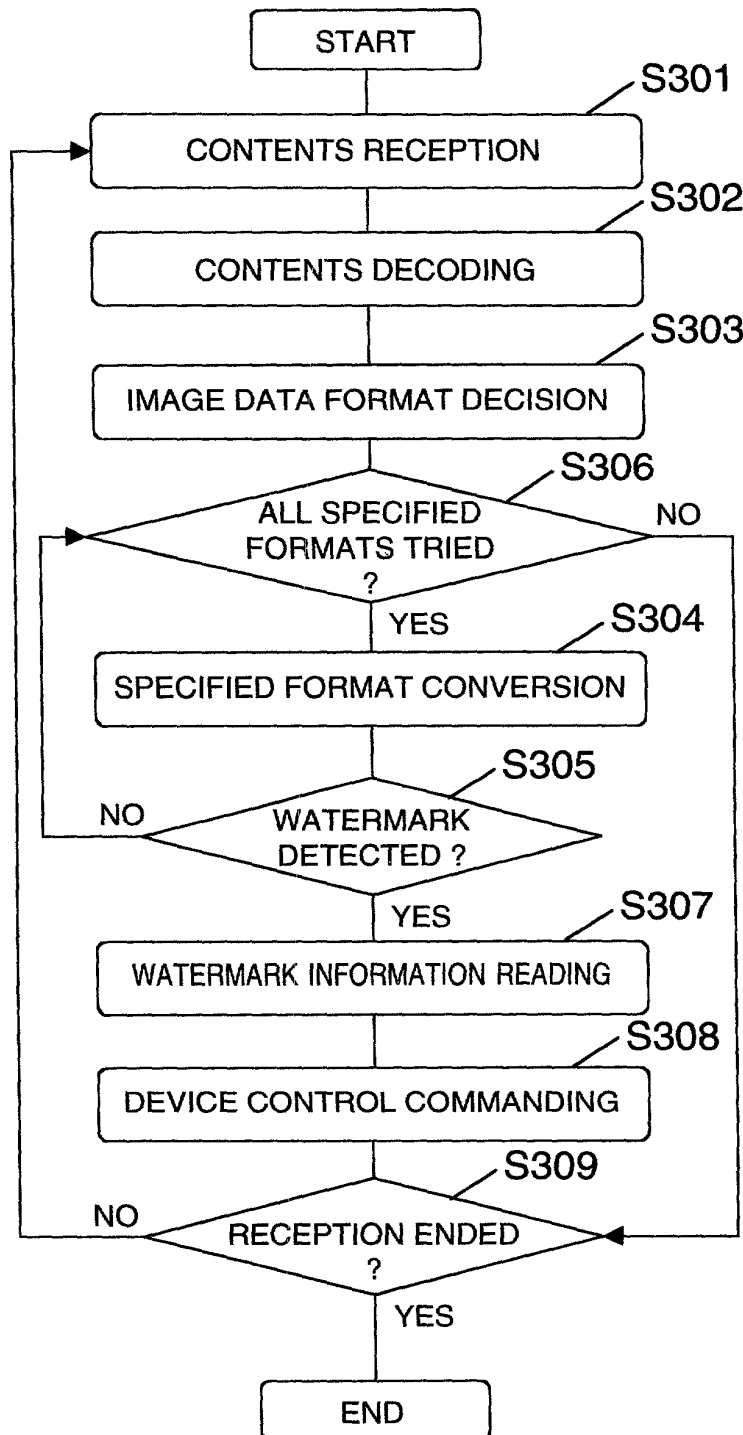 START
S301
CONTENTS RECEPTION
S302
CONTENTS DECODING
S303
IMAGE DATA FORMAT DECISION
S306
ALL SPECIFIED
FORMATS TRIED
?
NO
YES
S304
SPECIFIED FORMAT CONVERSION
S305
NO
WATERMARK
DETECTED ?
YES
S307
WATERMARK INFORMATION READING
S308
DEVICE CONTROL COMMANDING
S309
NO
RECEPTION ENDED
?
YES
END